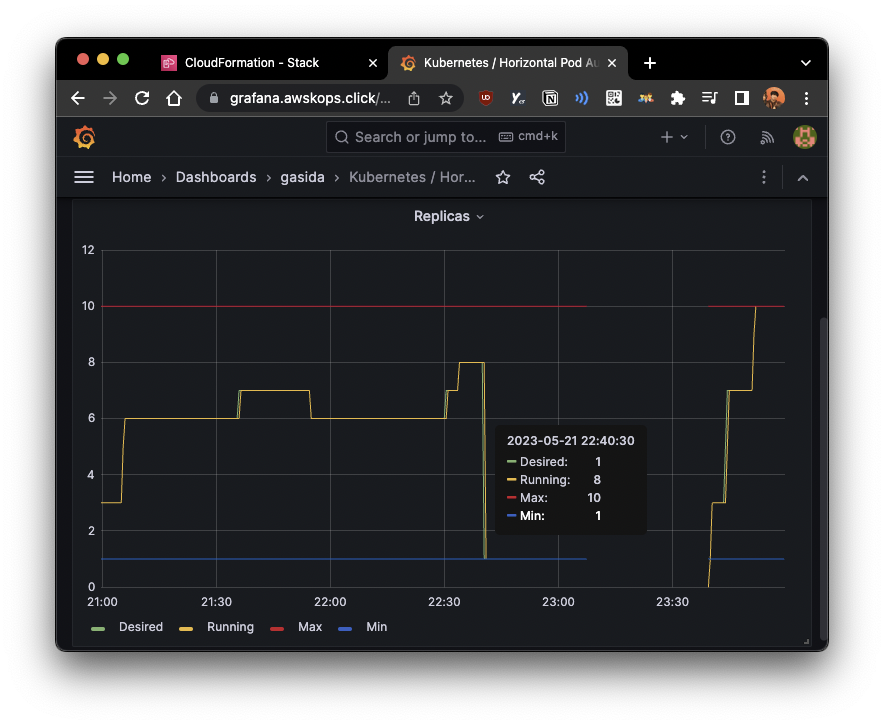 CloudFormation - Stack
Kubernetes / Horizontal Pod Au
grafana.awskops.click/...
Search or jump to... cmd+k
Home › Dashboards › gasida › Kubernetes / Hor...
Replicas
12
10
8
6
4
2
0
2023-05-21 22:40:30
Desired: 1
Running: 8
Max: 10
Min: 1
21:00 21:30 22:00 22:30 23:00 23:30
Desired Running Max Min